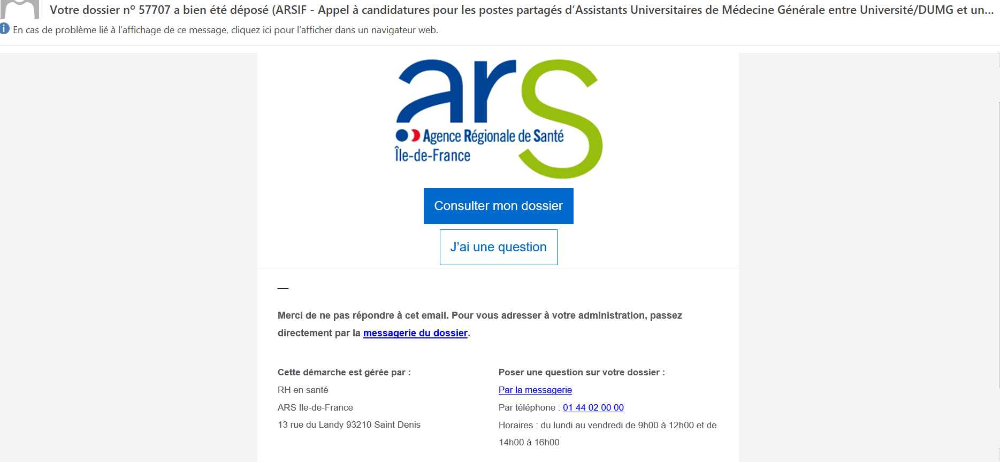 Votre dossier nº 57707 a bien été déposé (ARSIF - Appel à candidatures pour les postes partagés d’Assistants Universitaires de Médecine Générale entre Université/DUMG et un...
i En cas de problème lié à l’affichage de ce message, cliquez ici pour l’afficher dans un navigateur web.
ars
Agence Régionale de Santé
Île-de-France
Consulter mon dossier
J’ai une question
—
Merci de ne pas répondre à cet email. Pour vous adresser à votre administration, passez
directement par la messagerie du dossier.
Cette démarche est gérée par :
RH en santé
ARS Ile-de-France
13 rue du Landy 93210 Saint Denis
Poser une question sur votre dossier :
Par la messagerie
Par téléphone : 01 44 02 00 00
Horaires : du lundi au vendredi de 9h00 à 12h00 et de
14h00 à 16h00